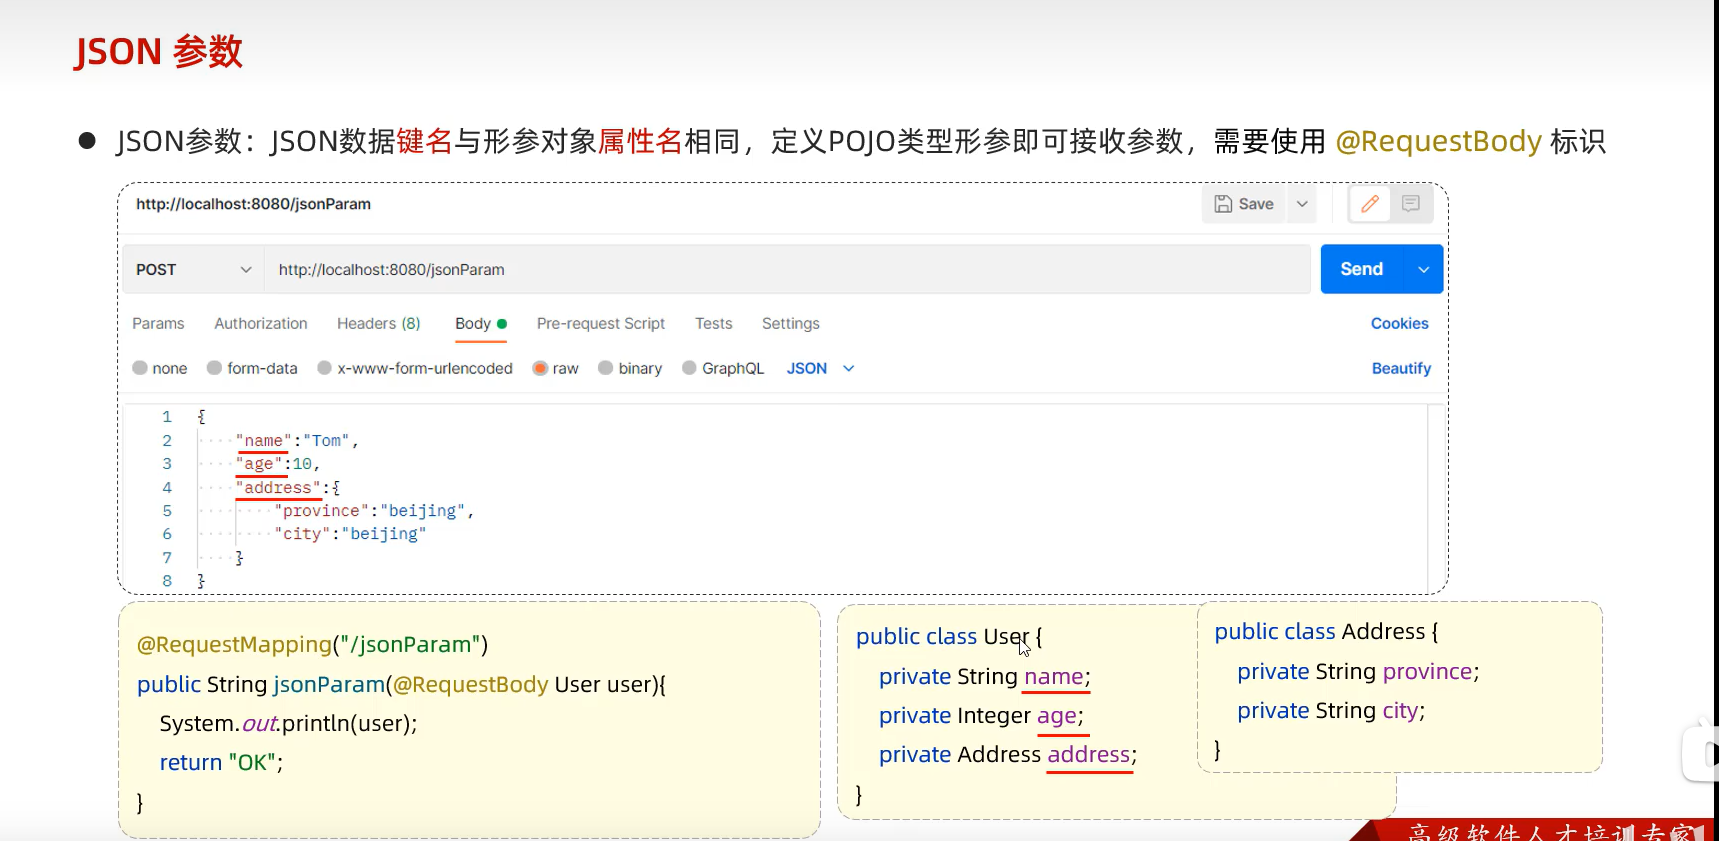 JSON 参数
● JSON参数：JSON数据键名与形参对象属性名相同，定义POJO类型形参即可接收参数，需要使用 @RequestBody 标识
http://localhost:8080/jsonParam
Save
POST
http://localhost:8080/jsonParam
Send
Params Authorization Headers (8) Body Pre-request Script Tests Settings Cookies
none form-data x-www-form-urlencoded raw binary GraphQL JSON Beautify
1 {
2 "name":"Tom",
3 "age":10,
4 "address":{
5 "province":"beijing",
6 "city":"beijing"
7 }
8 }
@RequestMapping("/jsonParam")
public String jsonParam(@RequestBody User user){
System.out.println(user);
return "OK";
}
public class User {
private String name;
private Integer age;
private Address address;
}
public class Address {
private String province;
private String city;
}
高级软件人才培训专家